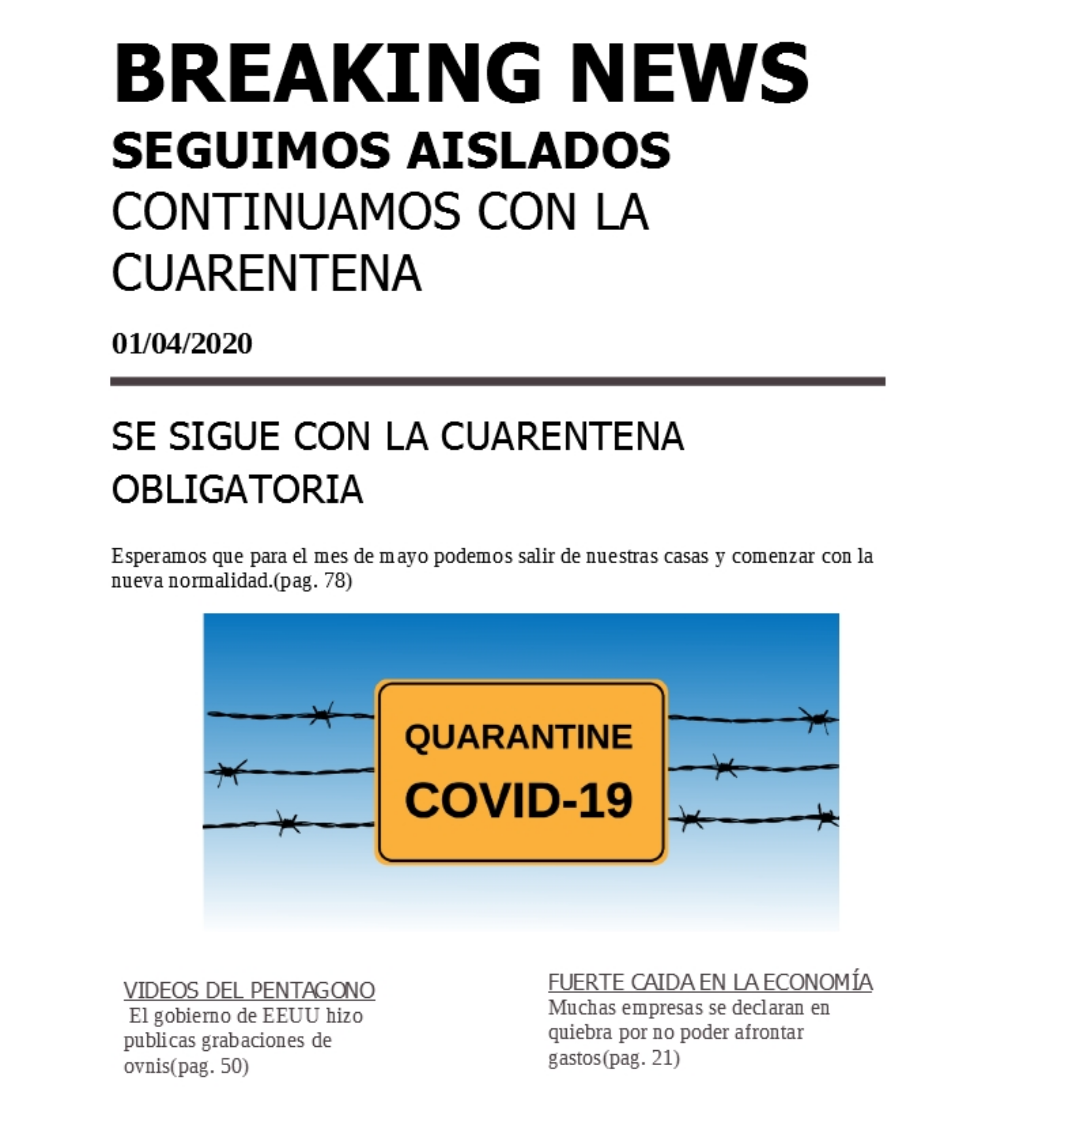 BREAKING NEWS
SEGUIMOS AISLADOS
CONTINUAMOS CON LA
CUARENTENA
01/04/2020
SE SIGUE CON LA CUARENTENA
OBLIGATORIA
Esperamos que para el mes de mayo podemos salir de nuestras casas y comenzar con la
nueva normalidad.(pag. 78)
QUARANTINE
COVID-19
VIDEOS DEL PENTAGONO
El gobierno de EEUU hizo
publicas grabaciones de
ovnis(pag. 50)
FUERTE CAIDA EN LA ECONOMÍA
Muchas empresas se declaran en
quiebra por no poder afrontar
gastos(pag. 21)